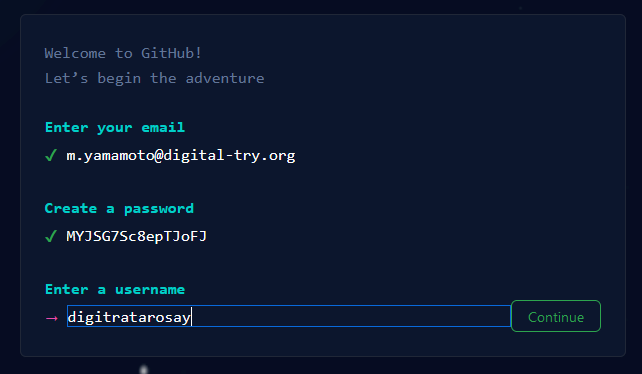 Welcome to GitHub!
Let’s begin the adventure
Enter your email
✓ m.yamamoto@digital-try.org
Create a password
✓ MYJSG7Sc8epTJoFJ
Enter a username
→ digitratarosay
Continue